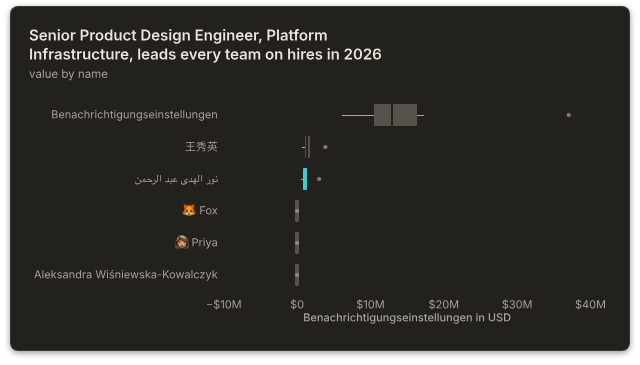 Senior Product Design Engineer, Platform
Infrastructure, leads every team on hires in 2026
value by name
Benachrichtigungseinstellungen
王秀英
نور الهدى عبد الرحمن
🦊 Fox
👩🏽 Priya
Aleksandra Wiśniewska-Kowalczyk
−$10M $0 $10M $20M $30M $40M
Benachrichtigungseinstellungen in USD